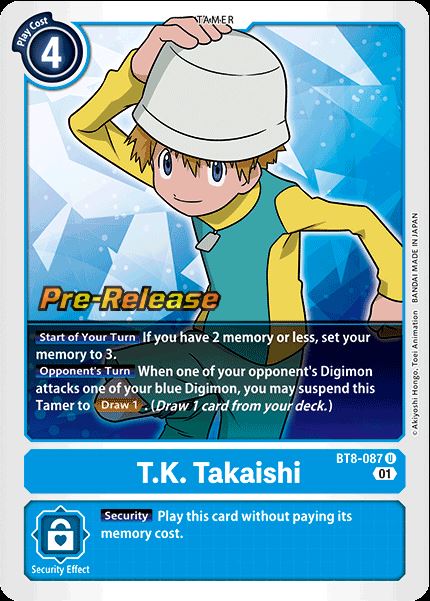 TAMER
Play Cost
4
Pre-Release
Start of Your Turn If you have 2 memory or less, set your
memory to 3.
Opponent's Turn When one of your opponent's Digimon
attacks one of your blue Digimon, you may suspend this
Tamer to Draw 1 . (Draw 1 card from your deck.)
© Akiyoshi Hongo, Toei Animation BANDAI MADE IN JAPAN
BT8-087 U
T.K. Takaishi
01
Security Play this card without paying its
memory cost.
Security Effect